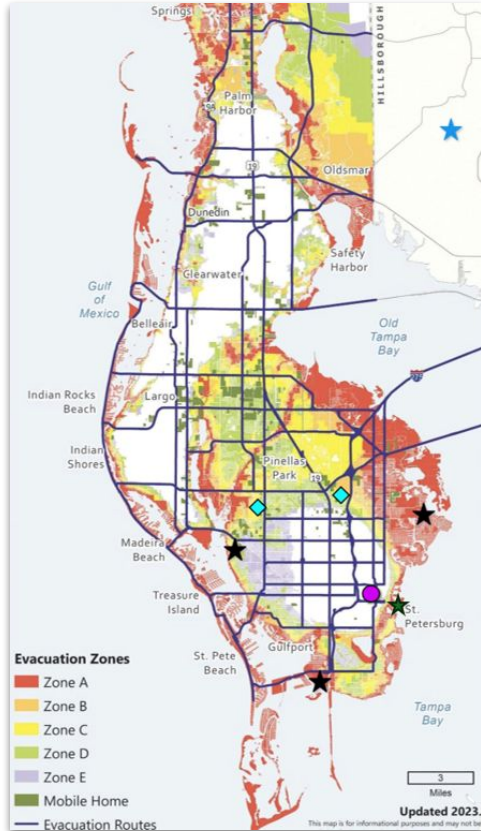 Springs
HILLSBOROUGH
Palm
Harbor
19
Oldsmar
Dunedin
Safety
Harbor
Clearwater
Gulf
of
Mexico
Old
Tampa
Bay
Belleair
Indian Rocks
Beach
Largo
Indian
Shores
Pinellas
Park
19
Madeira
Beach
Treasure
Island
St.
Petersburg
Gulfport
St. Pete
Beach
Tampa
Bay
Evacuation Zones
Zone A
Zone B
Zone C
Zone D
Zone E
Mobile Home
Evacuation Routes
3
Miles
Updated 2023.
This map is for informational purposes and may not be